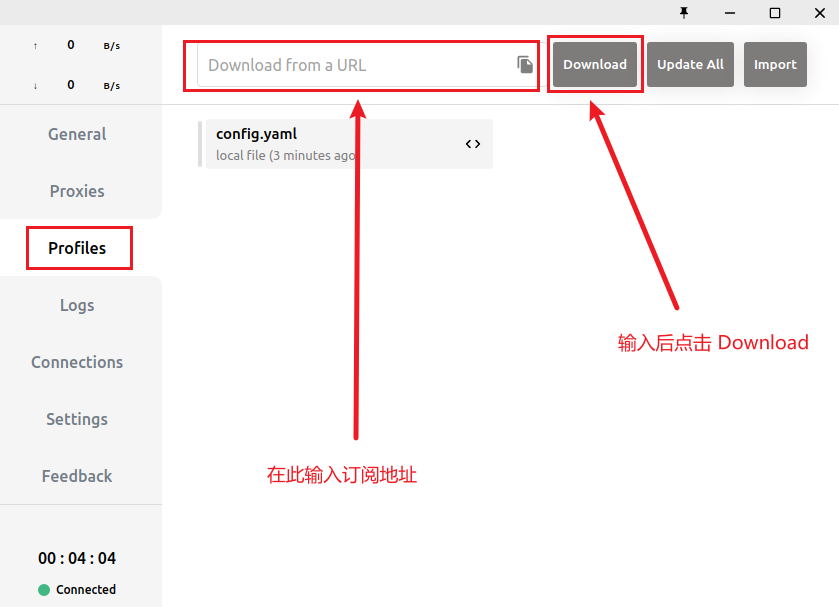 ↑ 0 B/s
↓ 0 B/s
General
Proxies
Profiles
Logs
Connections
Settings
Feedback
00 : 04 : 04
Connected
Download from a URL
Download
Update All
Import
config.yaml
local file (3 minutes ago
输入后点击 Download
在此输入订阅地址